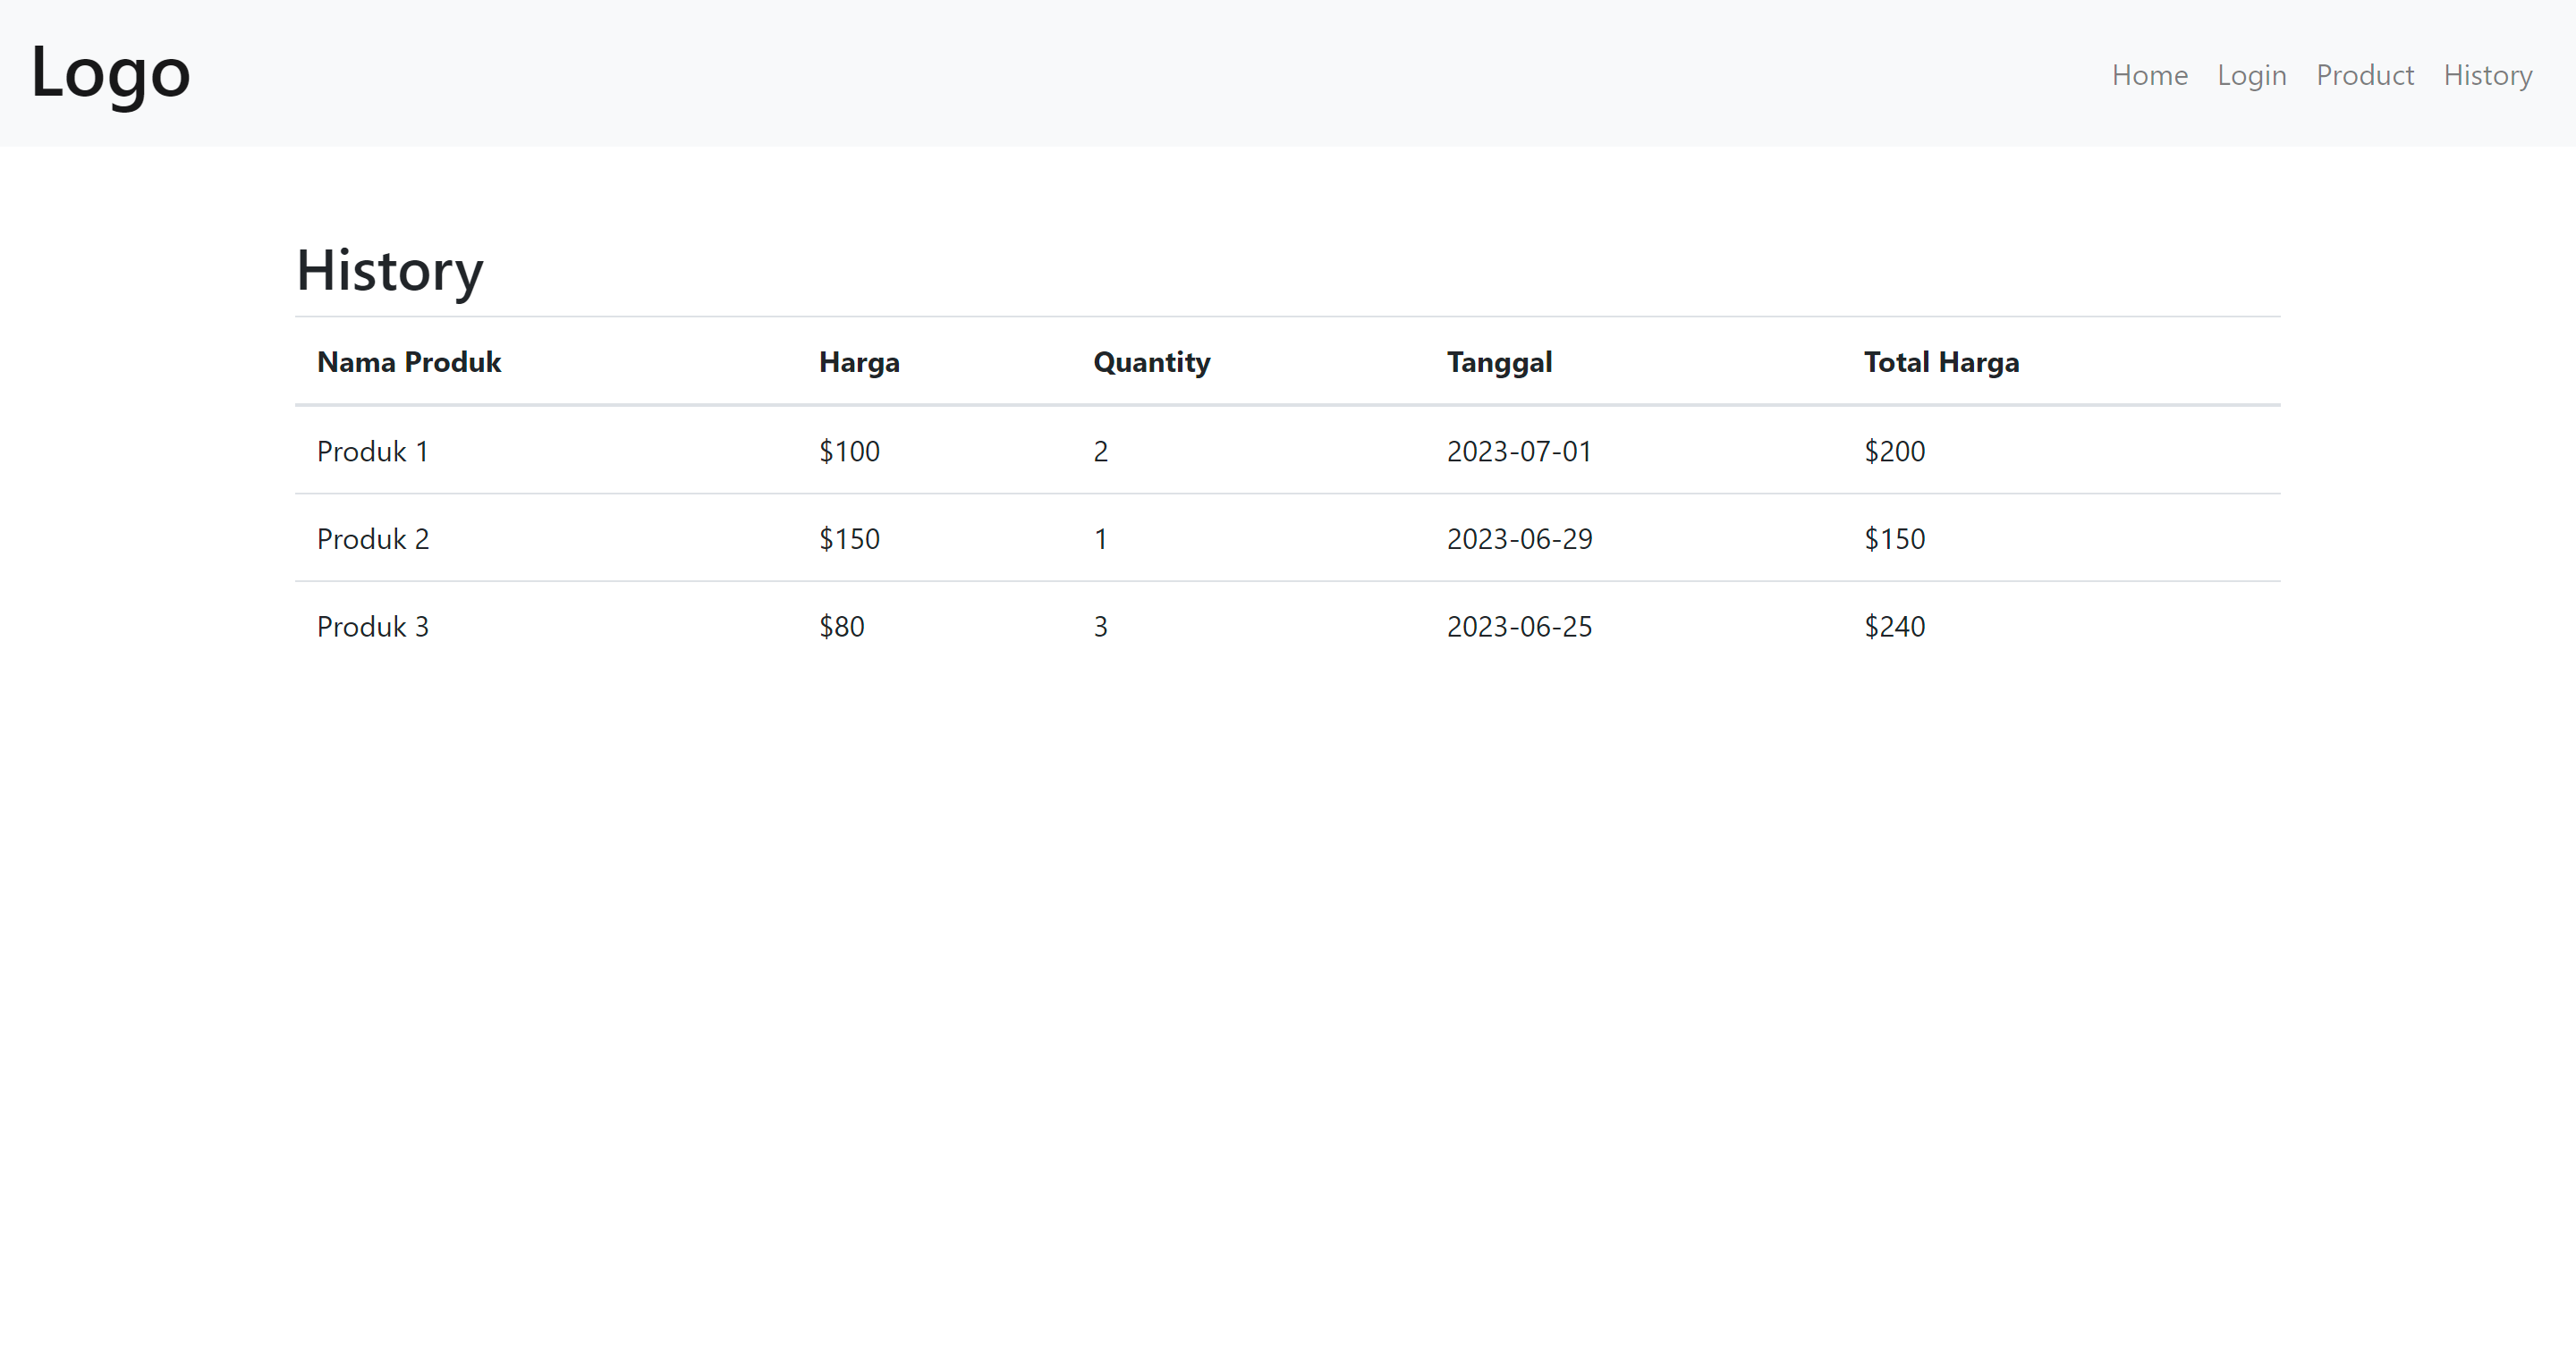 Logo Home Login Product History
History
Nama Produk Harga Quantity Tanggal Total Harga
Produk 1 $100 2 2023-07-01 $200
Produk 2 $150 1 2023-06-29 $150
Produk 3 $80 3 2023-06-25 $240